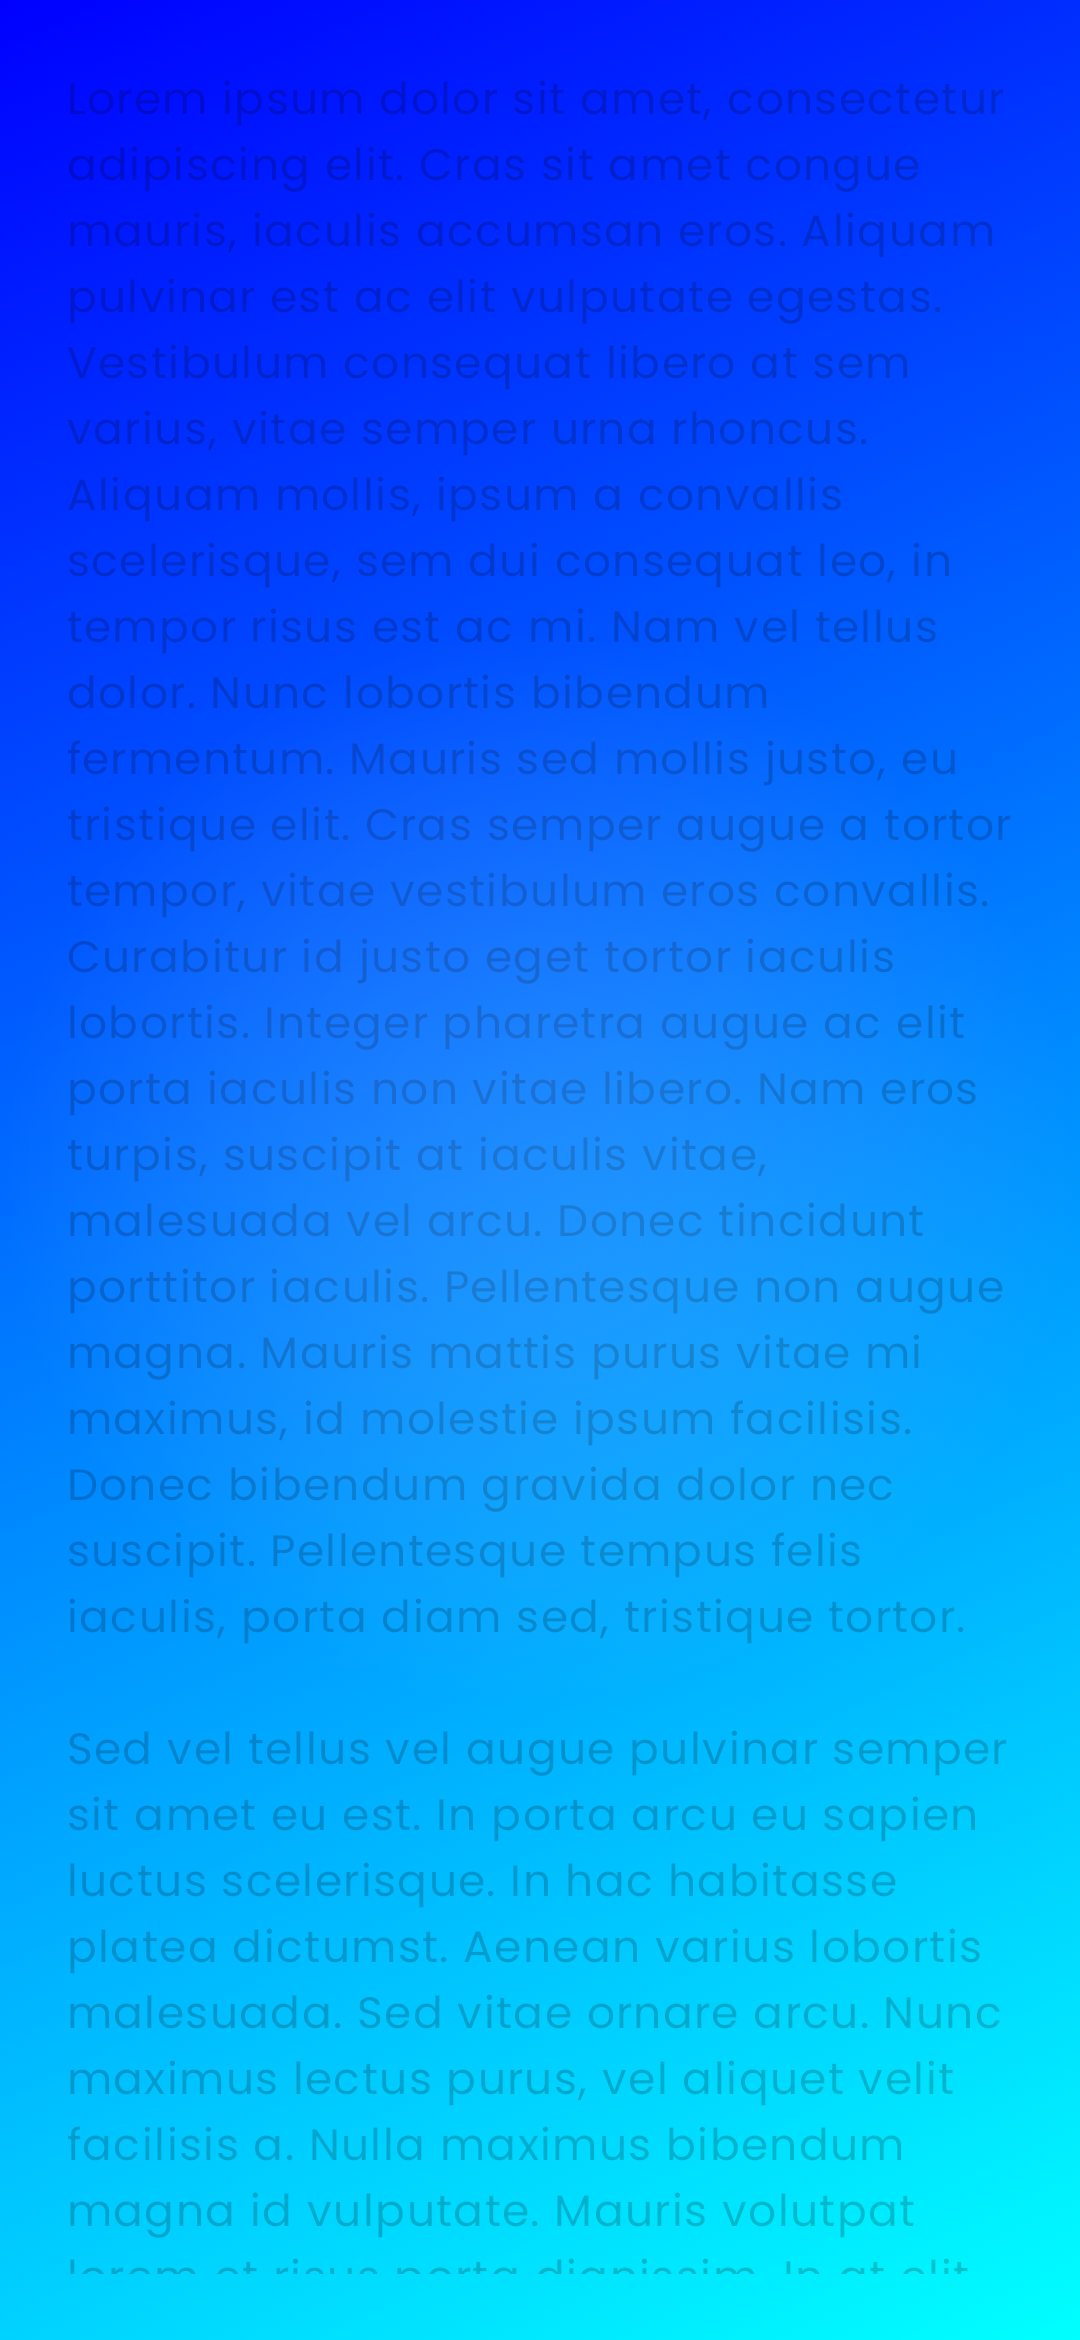 Lorem ipsum dolor sit amet, consectetur
adipiscing elit. Cras sit amet congue
mauris, iaculis accumsan eros. Aliquam
pulvinar est ac elit vulputate egestas.
Vestibulum consequat libero at sem
varius, vitae semper urna rhoncus.
Aliquam mollis, ipsum a convallis
scelerisque, sem dui consequat leo, in
tempor risus est ac mi. Nam vel tellus
dolor. Nunc lobortis bibendum
fermentum. Mauris sed mollis justo, eu
tristique elit. Cras semper augue a tortor
tempor, vitae vestibulum eros convallis.
Curabitur id justo eget tortor iaculis
lobortis. Integer pharetra augue ac elit
porta iaculis non vitae libero. Nam eros
turpis, suscipit at iaculis vitae,
malesuada vel arcu. Donec tincidunt
porttitor iaculis. Pellentesque non augue
magna. Mauris mattis purus vitae mi
maximus, id molestie ipsum facilisis.
Donec bibendum gravida dolor nec
suscipit. Pellentesque tempus felis
iaculis, porta diam sed, tristique tortor.
Sed vel tellus vel augue pulvinar semper
sit amet eu est. In porta arcu eu sapien
luctus scelerisque. In hac habitasse
platea dictumst. Aenean varius lobortis
malesuada. Sed vitae ornare arcu. Nunc
maximus lectus purus, vel aliquet velit
facilisis a. Nulla maximus bibendum
magna id vulputate. Mauris volutpat
lorem et risus porta dignissim. In at elit